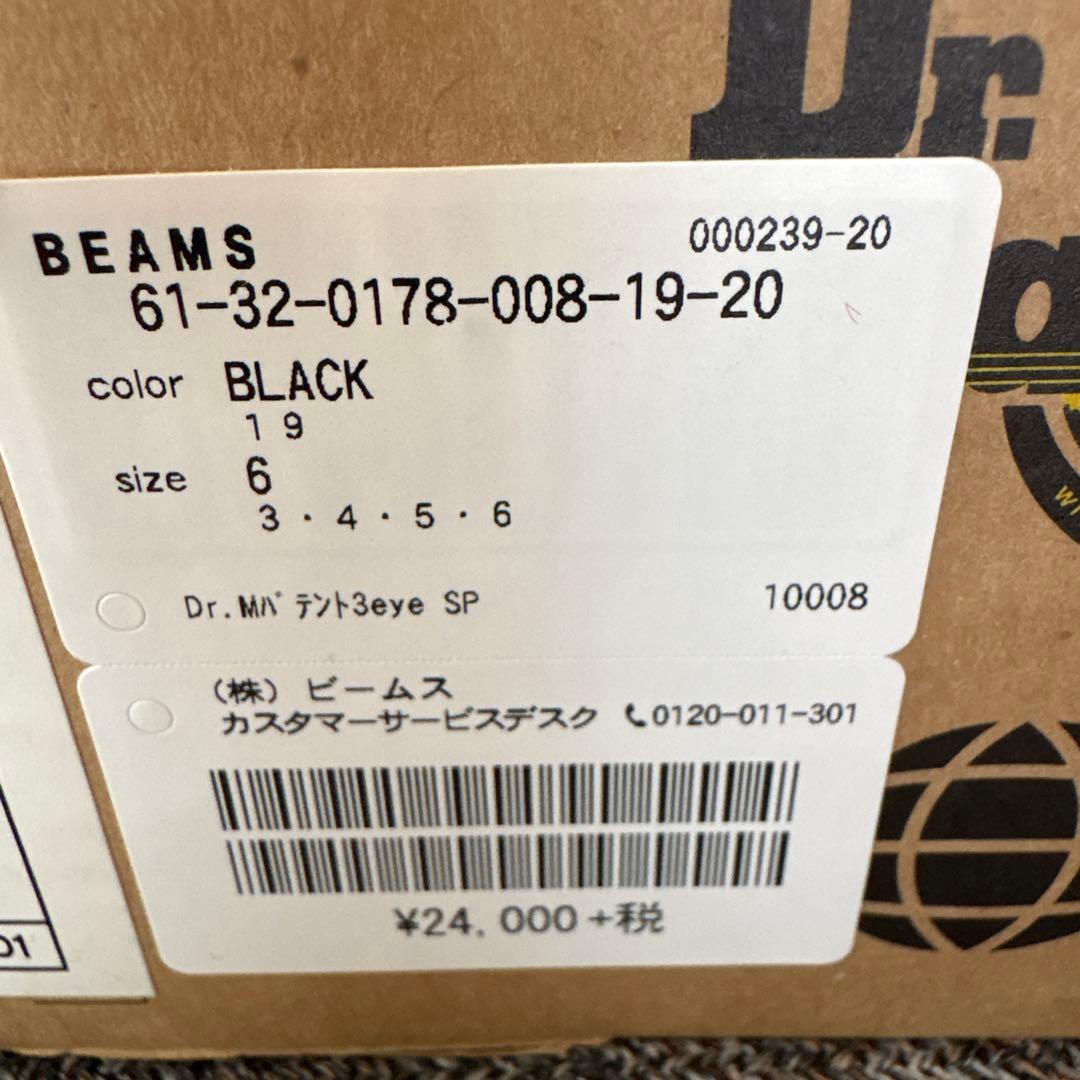 Dr.
BEAMS 000239-20
61-32-0178-008-19-20
color BLACK
19
size 6
3・4・5・6
Dr.Mパテント3eye SP 10008
(株) ビームス
カスタマーサービスデスク 0120-011-301
¥24,000+税